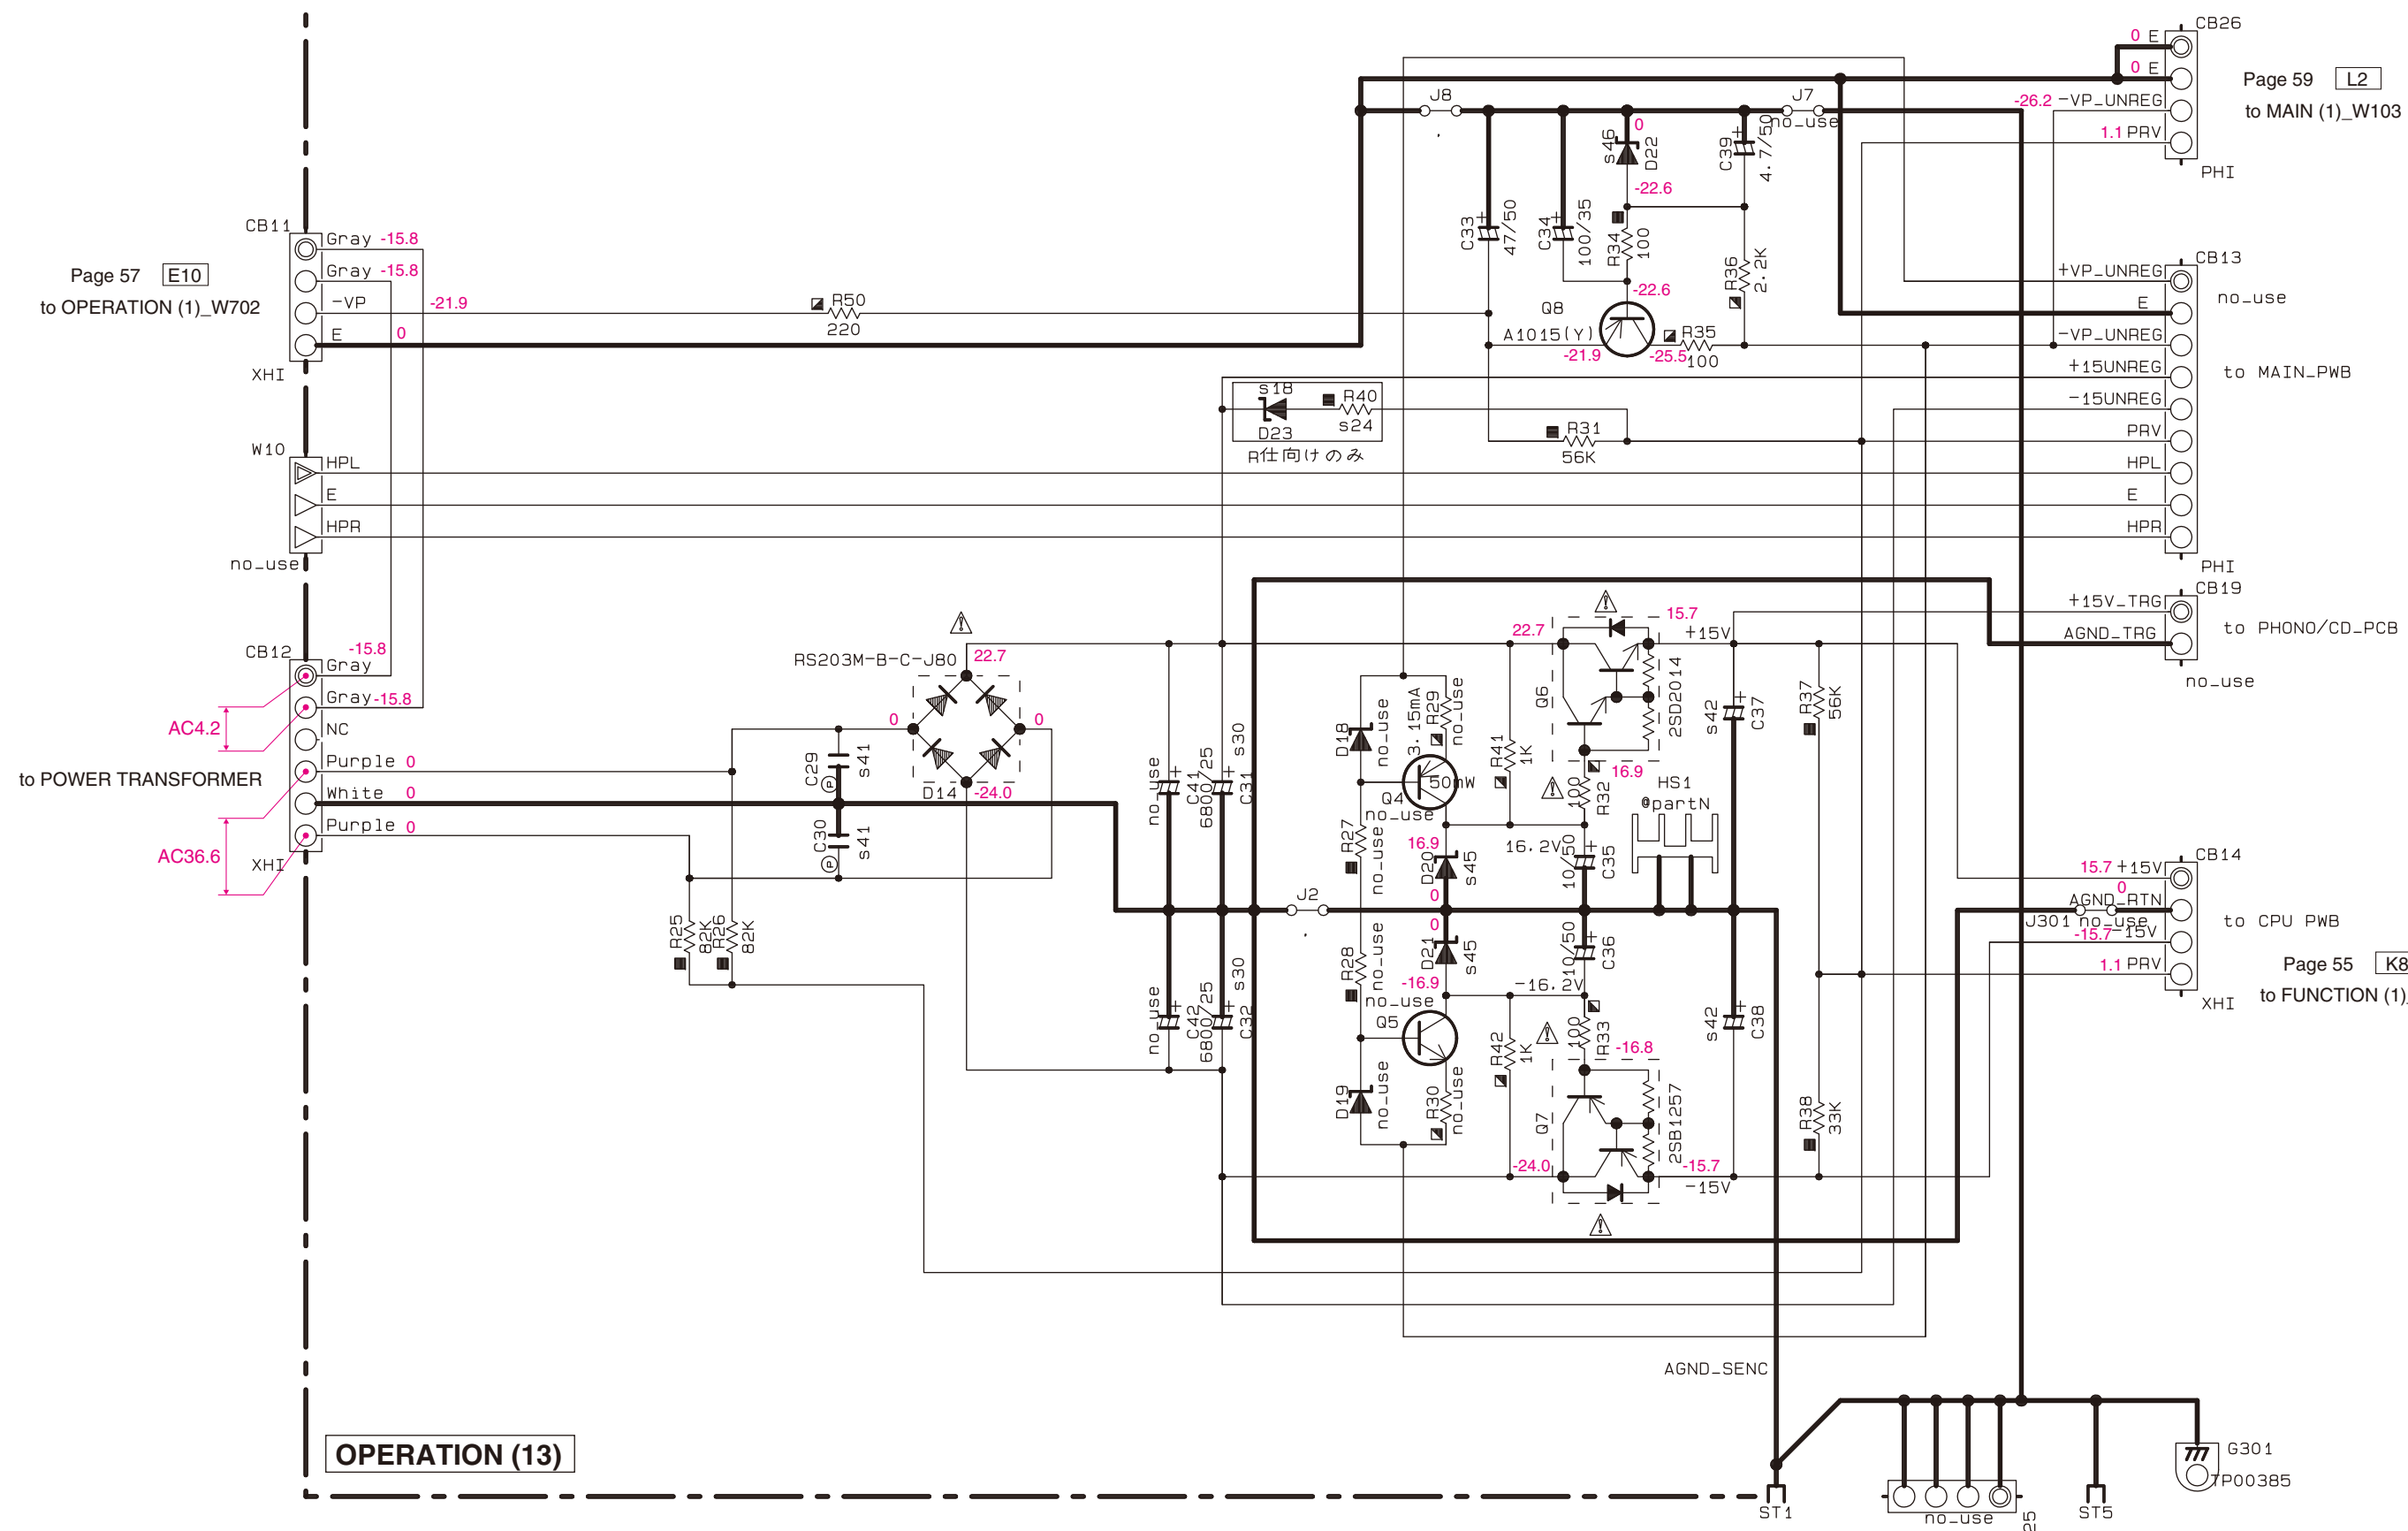 CB26
0 E
0 E
-26.2 -VP_UNREG
1.1 PRV
PHI
Page 59 L2
to MAIN (1)_W103
J8
J7
no_use
0
s46
D22
C39
4.7/50
-22.6
C33
47/50
C34
100/35
R34
100
R36
2.2K
-22.6
Q8
A1015(Y)
-21.9
-25.5
R35
100
CB11
Gray -15.8
Gray -15.8
-VP -21.9
E 0
XHI
Page 57 E10
to OPERATION (1)_W702
R50
220
CB13
+VP_UNREG
no_use
E
-VP_UNREG
+15UNREG
to MAIN_PWB
-15UNREG
PRV
HPL
E
HPR
PHI
s18
D23
R40
s24
R仕向けのみ
R31
56K
W10
HPL
E
HPR
no_use
CB19
+15V_TRG
AGND_TRG
to PHONO/CD_PCB
no_use
CB12
-15.8
Gray
Gray -15.8
NC
Purple 0
White 0
Purple 0
XHI
AC4.2
AC36.6
to POWER TRANSFORMER
RS203M-B-C-J80
22.7
0
0
D14
-24.0
C29
s41
P
C30
s41
P
R25
82K
R26
82K
no_use
C41
6800/25
C31
s30
no_use
C42
6800/25
C32
s30
J2
D18
no_use
3.15mA
R29
no_use
50mW
Q4
no_use
R27
no_use
16.9
D20
s45
0
0
D21
s45
-16.9
R28
no_use
no_use
Q5
D19
no_use
R30
no_use
R41
1K
R42
1K
22.7
15.7
+15V
Q6
2SD2014
16.9
100
R32
16.2V
10/50
C35
HS1
@partN
10/50
C36
-16.2V
100
R33
-16.8
Q7
2SB1257
-24.0
-15.7
-15V
s42
C37
s42
C38
R37
56K
R38
33K
CB14
15.7 +15V
0
AGND_RTN
J301 no_use
-15.7 -15V
1.1 PRV
XHI
to CPU PWB
Page 55 K8
to FUNCTION (1)
AGND_SENC
OPERATION (13)
ST1
no_use
25
ST5
G301
TP00385